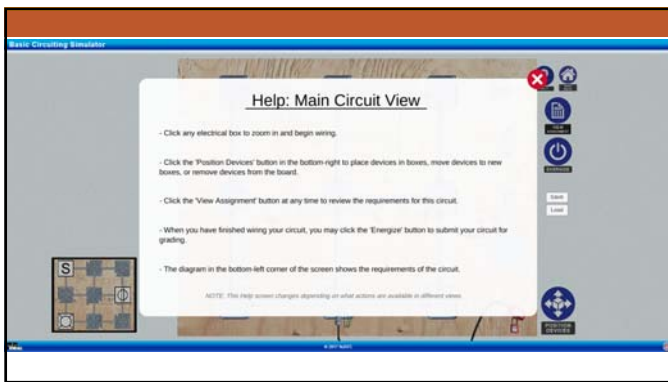 Basic Circuiting Simulator
Help: Main Circuit View
- Click any electrical box to zoom in and begin wiring.
- Click the 'Position Devices' button in the bottom-right to place devices in boxes, move devices to new
boxes, or remove devices from the board.
- Click the 'View Assignment' button at any time to review the requirements for this circuit.
- When you have finished wiring your circuit, you may click the 'Energize' button to submit your circuit for
grading.
- The diagram in the bottom-left corner of the screen shows the requirements of the circuit.
NOTE: This Help screen changes depending on what actions are available in different views
VIEW
ASSIGNMENT
ENERGIZE
Save
Load
S
POSITION
DEVICES